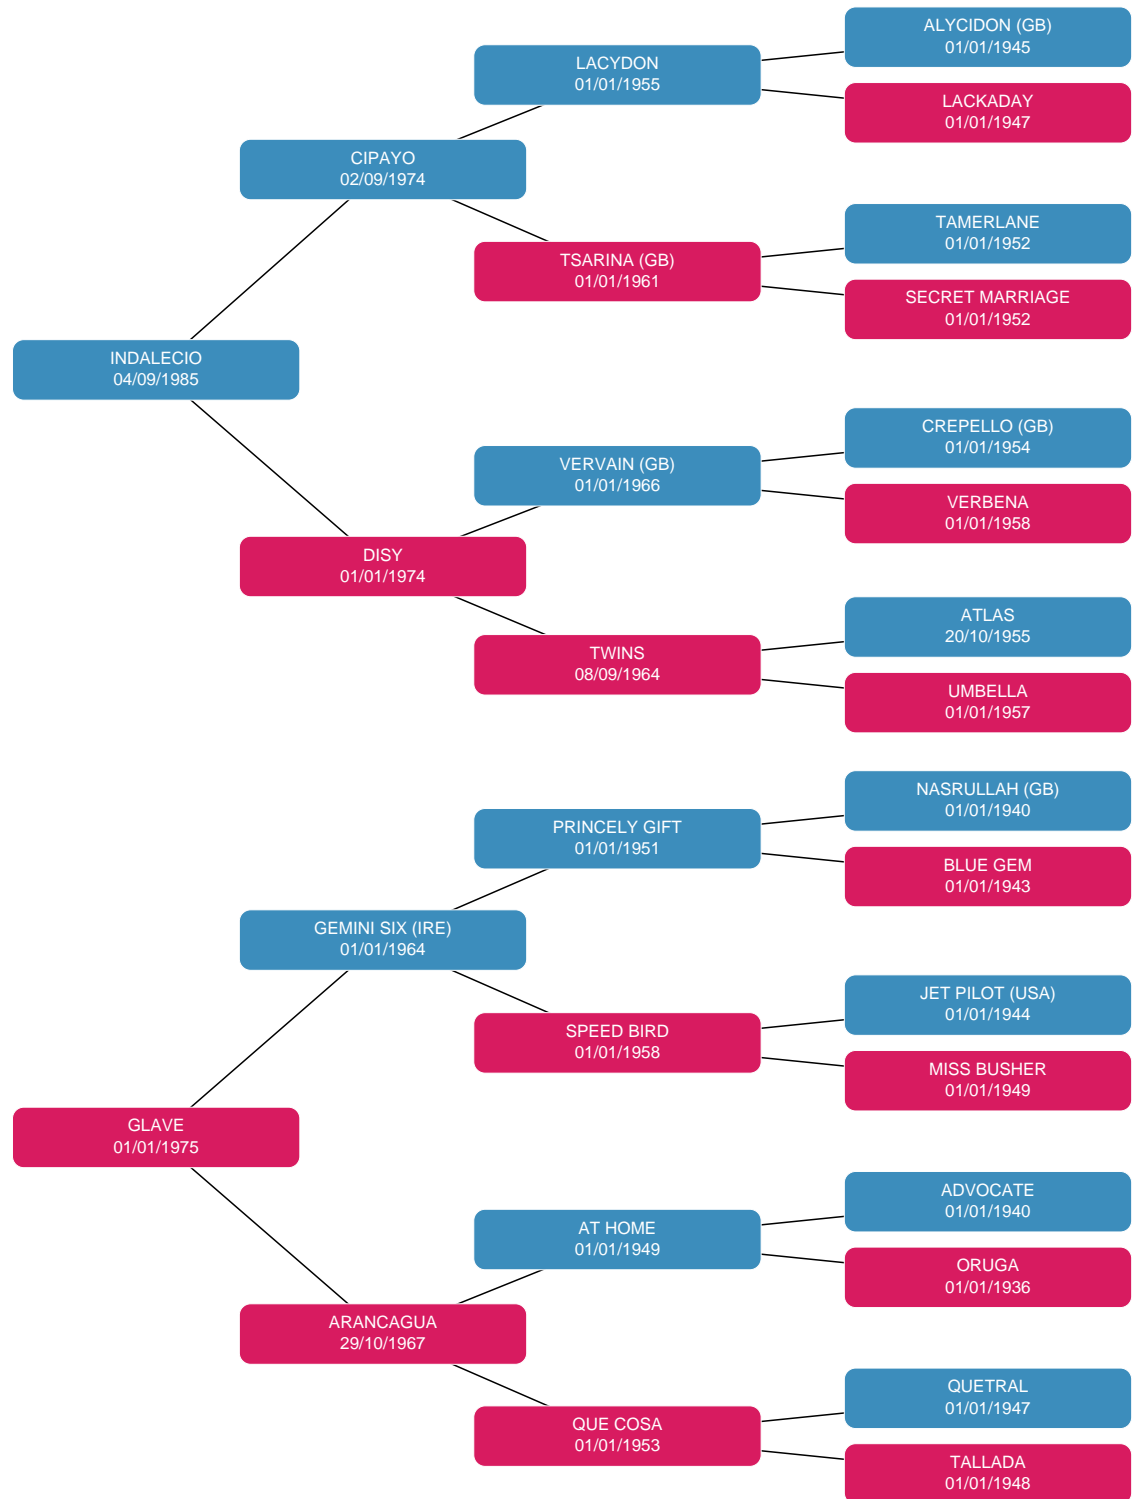 ALYCIDON (GB)
01/01/1945
LACYDON
01/01/1955
LACKADAY
01/01/1947
CIPAYO
02/09/1974
TAMERLANE
01/01/1952
TSARINA (GB)
01/01/1961
SECRET MARRIAGE
01/01/1952
INDALECIO
04/09/1985
CREPELLO (GB)
01/01/1954
VERVAIN (GB)
01/01/1966
VERBENA
01/01/1958
DISY
01/01/1974
ATLAS
20/10/1955
TWINS
08/09/1964
UMBELLA
01/01/1957
NASRULLAH (GB)
01/01/1940
PRINCELY GIFT
01/01/1951
BLUE GEM
01/01/1943
GEMINI SIX (IRE)
01/01/1964
JET PILOT (USA)
01/01/1944
SPEED BIRD
01/01/1958
MISS BUSHER
01/01/1949
GLAVE
01/01/1975
ADVOCATE
01/01/1940
AT HOME
01/01/1949
ORUGA
01/01/1936
ARANCAGUA
29/10/1967
QUETRAL
01/01/1947
QUE COSA
01/01/1953
TALLADA
01/01/1948